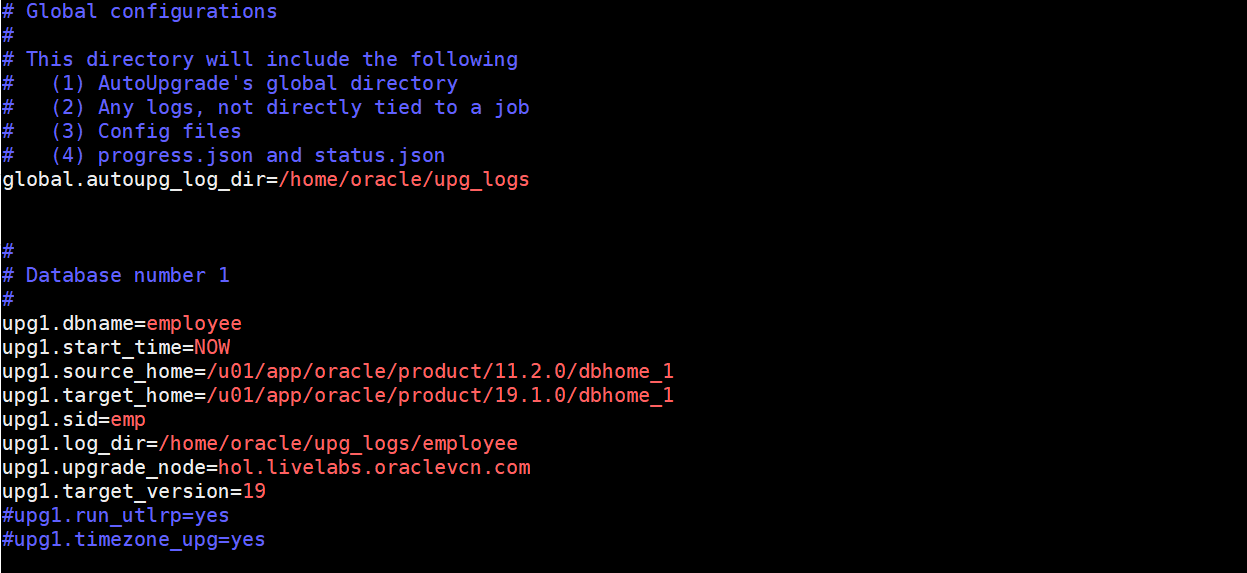 # Global configurations
#
# This directory will include the following
#   (1) AutoUpgrade's global directory
#   (2) Any logs, not directly tied to a job
#   (3) Config files
#   (4) progress.json and status.json
global.autoupg_log_dir=/home/oracle/upg_logs
#
# Database number 1
#
upg1.dbname=employee
upg1.start_time=NOW
upg1.source_home=/u01/app/oracle/product/11.2.0/dbhome_1
upg1.target_home=/u01/app/oracle/product/19.1.0/dbhome_1
upg1.sid=emp
upg1.log_dir=/home/oracle/upg_logs/employee
upg1.upgrade_node=hol.livelabs.oraclevcn.com
upg1.target_version=19
#upg1.run_utlrp=yes
#upg1.timezone_upg=yes